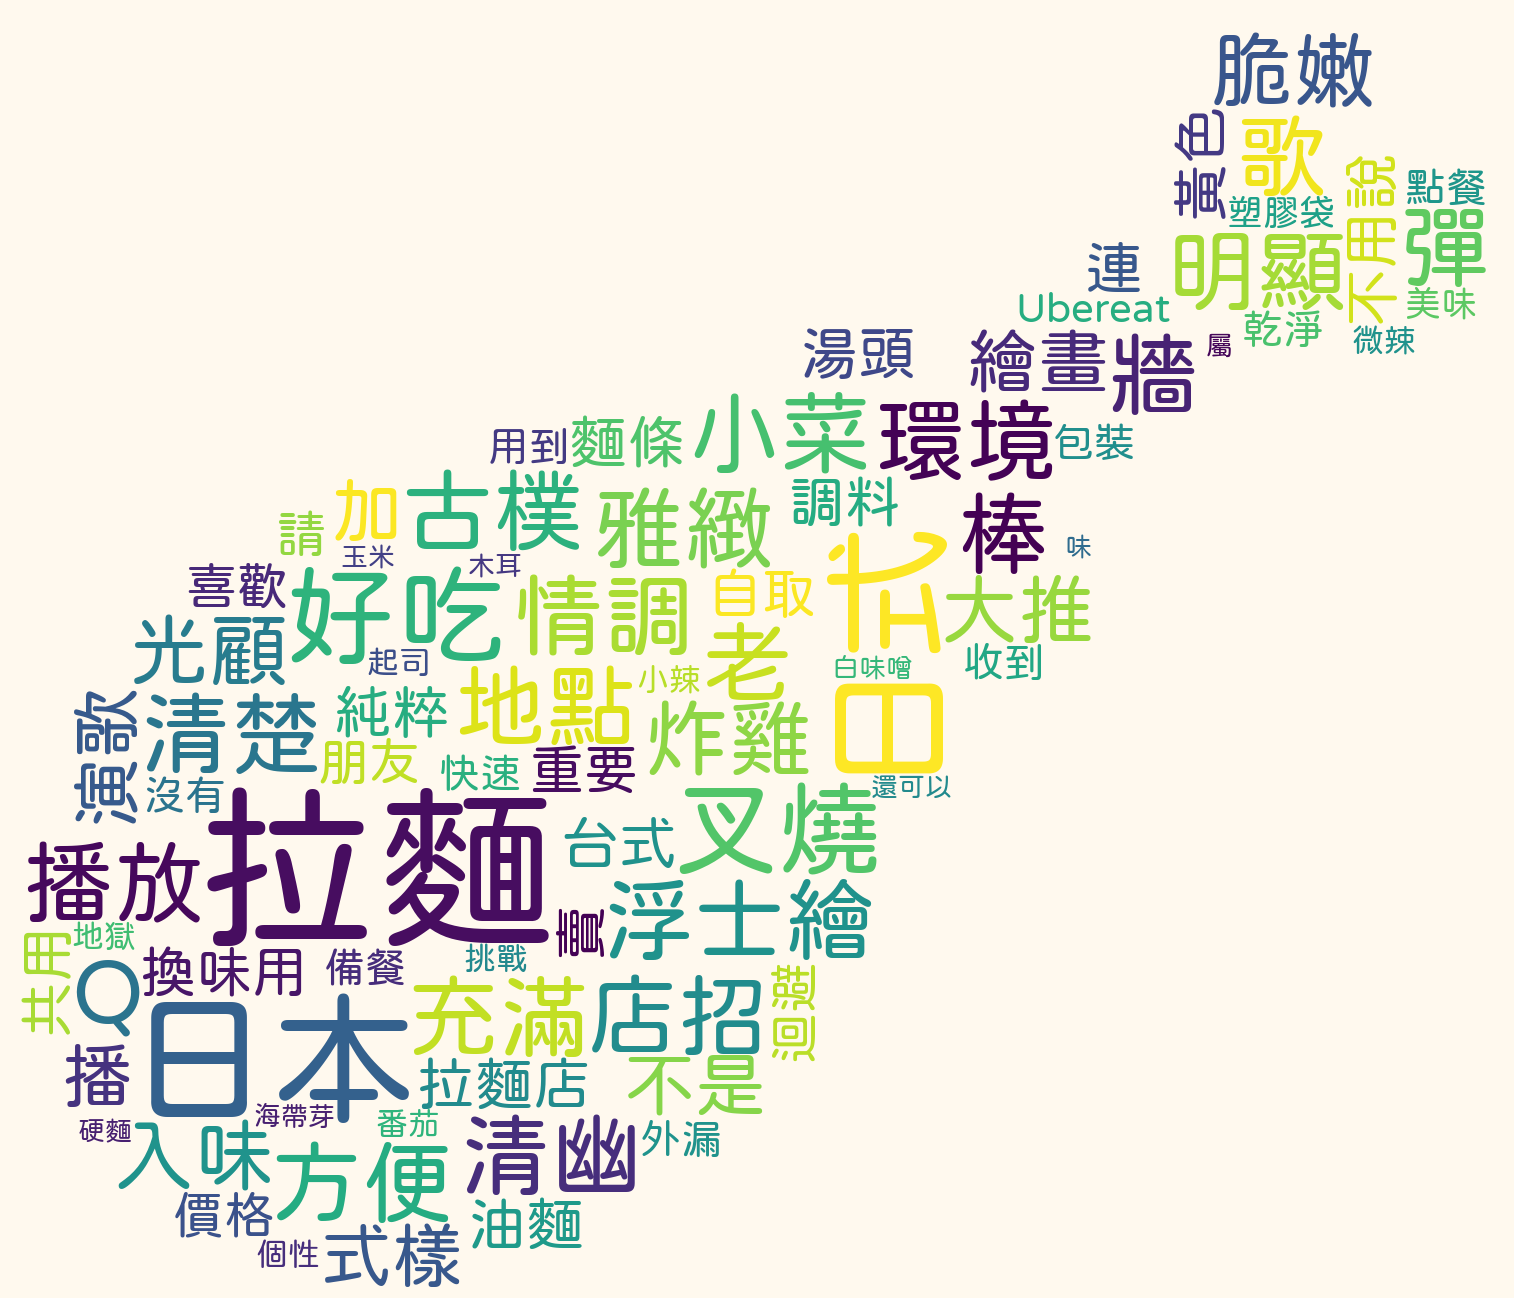 脆嫩
黃色
歌
不用說
點餐
塑膠袋
彈
明顯
連
Ubereat
美味
乾淨
微辣
湯頭
繪畫
牆
屬
小菜
環境
用到
麵條
包裝
請
加
古樸
雅緻
調料
棒
味
玉米
木耳
喜歡
好吃
情調
自取
日式
大推
光顧
起司
老
收到
白味噌
小辣
純粹
地點
演歌
清楚
炸雞
朋友
快速
重要
沒有
還可以
拉麵
叉燒
台式
播放
浮士繪
地獄
共用
Q
換味用
備餐
挑戰
迴避
日本
充滿
店招
播
拉麵店
不是
海帶芽
番茄
硬麵
入味
方便
清幽
外漏
價格
油麵
個性
式樣